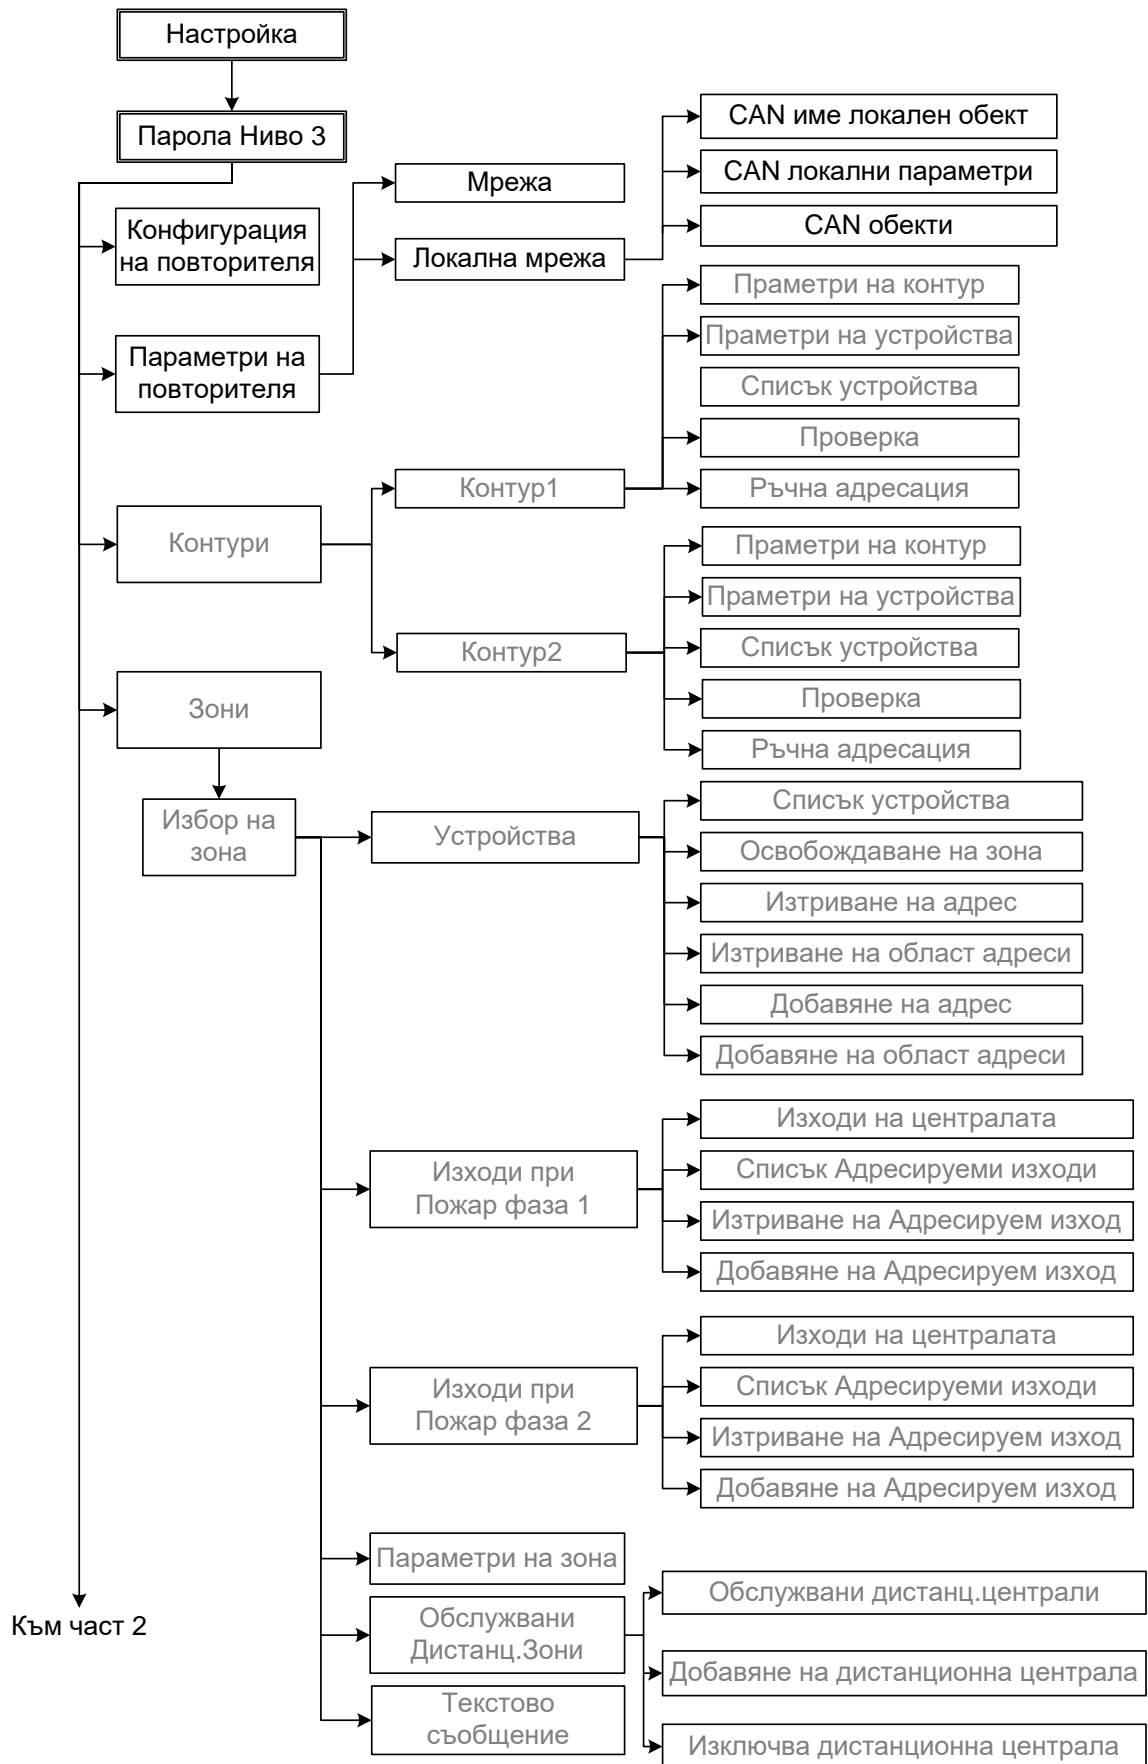 Настройка
Парола Ниво 3
Конфигурация
на повторителя
Параметри на
повторителя
Мрежа
Локална мрежа
CAN име локален обект
CAN локални параметри
CAN обекти
Контури
Контур1
Праметри на контур
Праметри на устройства
Списък устройства
Проверка
Ръчна адресация
Контур2
Праметри на контур
Праметри на устройства
Списък устройства
Проверка
Ръчна адресация
Зони
Избор на
зона
Устройства
Списък устройства
Освобождаване на зона
Изтриване на адрес
Изтриване на област адреси
Добавяне на адрес
Добавяне на област адреси
Изходи при
Пожар фаза 1
Изходи на централата
Списък Адресируеми изходи
Изтриване на Адресируем изход
Добавяне на Адресируем изход
Изходи при
Пожар фаза 2
Изходи на централата
Списък Адресируеми изходи
Изтриване на Адресируем изход
Добавяне на Адресируем изход
Параметри на зона
Обслужвани
Дистанц.Зони
Обслужвани дистанц.централи
Добавяне на дистанционна централа
Изключва дистанционна централа
Текстово
съобщение
Към част 2